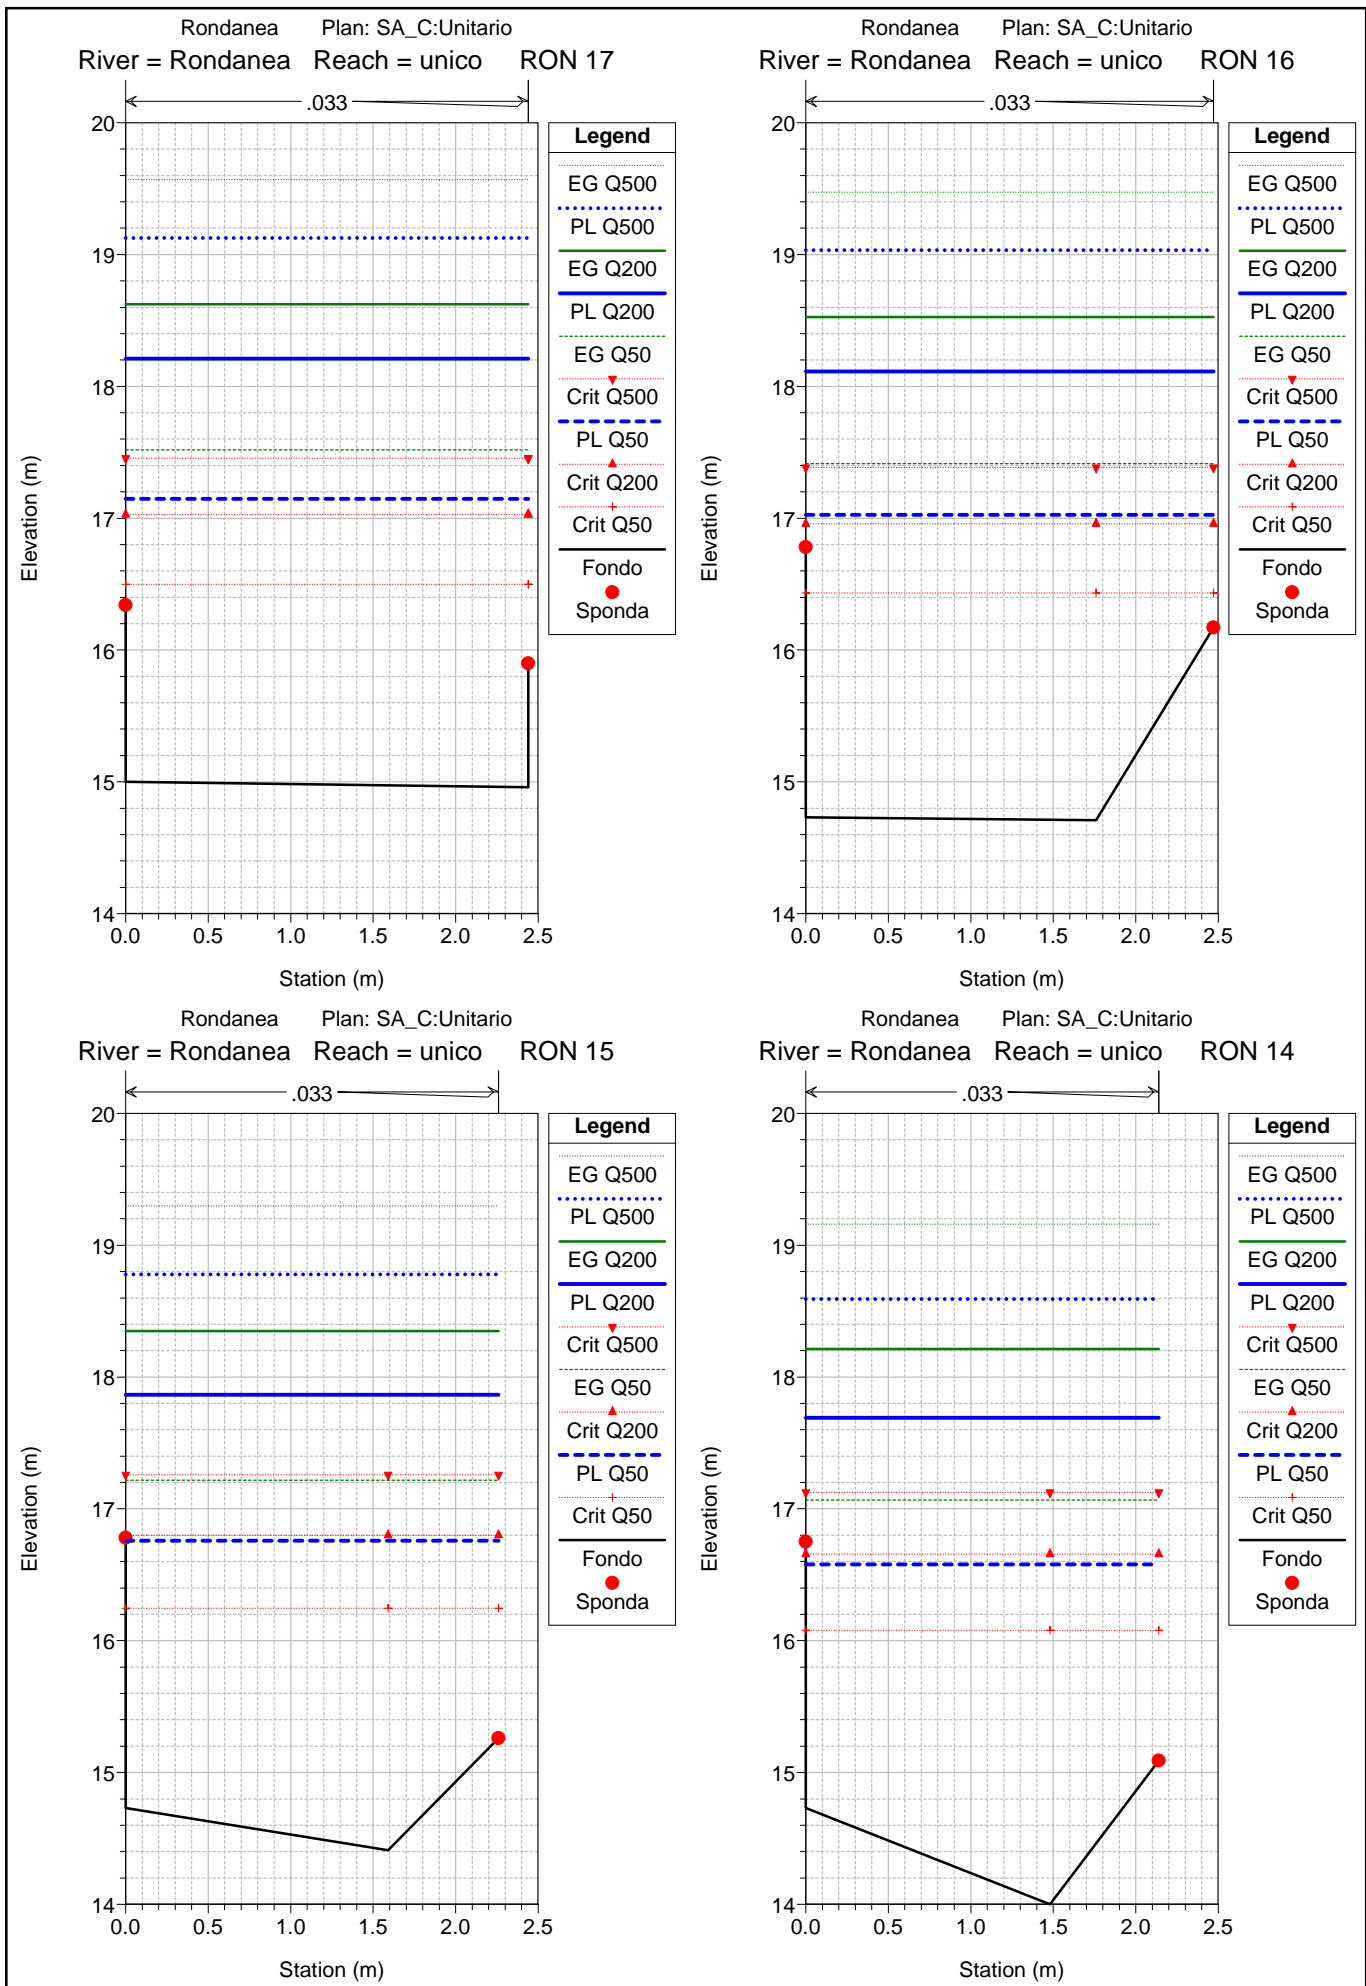 Rondanea Plan: SA_C:Unitario
River = Rondanea Reach = unico RON 17
.033
20
19
18
17
16
15
14
Elevation (m)
0.0 0.5 1.0 1.5 2.0 2.5
Station (m)
Legend
EG Q500
PL Q500
EG Q200
PL Q200
EG Q50
Crit Q500
PL Q50
Crit Q200
Crit Q50
Fondo
Sponda
Rondanea Plan: SA_C:Unitario
River = Rondanea Reach = unico RON 16
.033
20
19
18
17
16
15
14
Elevation (m)
0.0 0.5 1.0 1.5 2.0 2.5
Station (m)
Legend
EG Q500
PL Q500
EG Q200
PL Q200
EG Q50
Crit Q500
PL Q50
Crit Q200
Crit Q50
Fondo
Sponda
Rondanea Plan: SA_C:Unitario
River = Rondanea Reach = unico RON 15
.033
20
19
18
17
16
15
14
Elevation (m)
0.0 0.5 1.0 1.5 2.0 2.5
Station (m)
Legend
EG Q500
PL Q500
EG Q200
PL Q200
Crit Q500
EG Q50
Crit Q200
PL Q50
Crit Q50
Fondo
Sponda
Rondanea Plan: SA_C:Unitario
River = Rondanea Reach = unico RON 14
.033
20
19
18
17
16
15
14
Elevation (m)
0.0 0.5 1.0 1.5 2.0 2.5
Station (m)
Legend
EG Q500
PL Q500
EG Q200
PL Q200
Crit Q500
EG Q50
Crit Q200
PL Q50
Crit Q50
Fondo
Sponda